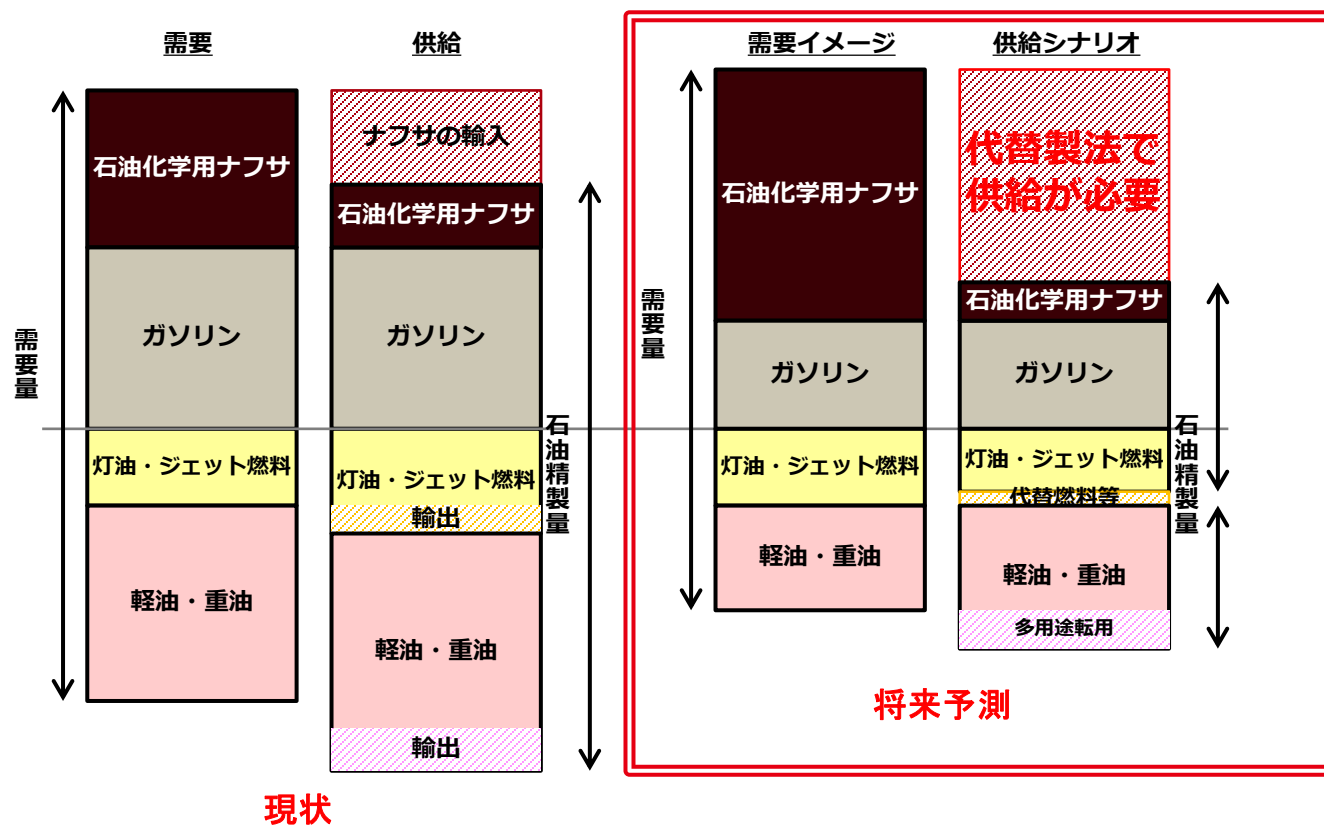 需要
供給
石油化学用ナフサ
ガソリン
灯油・ジェット燃料
軽油・重油
需要量
ナフサの輸入
石油化学用ナフサ
ガソリン
灯油・ジェット燃料
輸出
軽油・重油
輸出
石油精製量
現状
需要イメージ
供給シナリオ
需要量
石油化学用ナフサ
ガソリン
灯油・ジェット燃料
軽油・重油
代替製法で
供給が必要
石油化学用ナフサ
ガソリン
灯油・ジェット燃料
代替燃料等
軽油・重油
多用途転用
石油精製量
将来予測